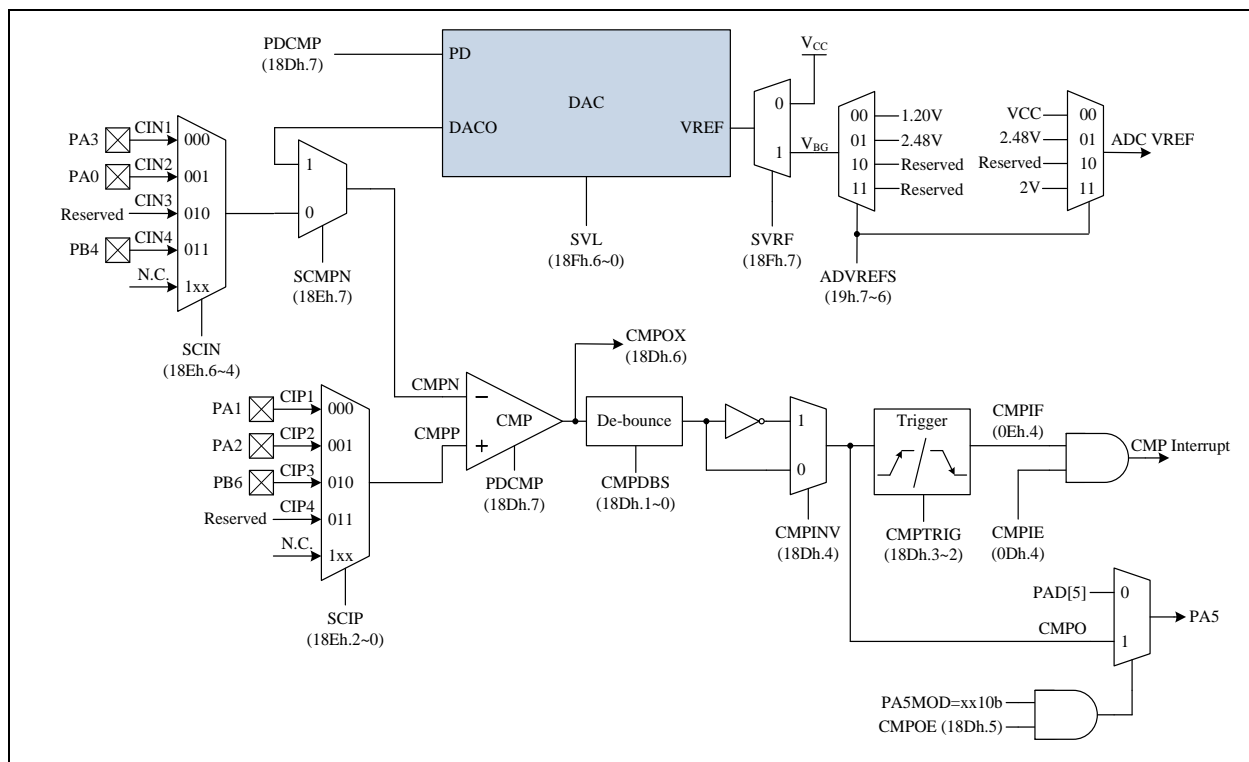 PDCMP
(18Dh.7)
PD
DAC
DACO
VREF
VCC
0
1
VBG
00
01
10
11
1.20V
2.48V
Reserved
Reserved
VCC
2.48V
Reserved
2V
00
01
10
11
ADC VREF
SVL
(18Fh.6~0)
SVRF
(18Fh.7)
ADVREFS
(19h.7~6)
PA3
CIN1
000
PA0
CIN2
001
Reserved
CIN3
010
PB4
CIN4
011
N.C.
1xx
SCIN
(18Eh.6~4)
1
0
SCMPN
(18Eh.7)
PA1
CIP1
000
PA2
CIP2
001
PB6
CIP3
010
Reserved
CIP4
011
N.C.
1xx
SCIP
(18Eh.2~0)
CMPN
CMPP
−
+
CMP
PDCMP
(18Dh.7)
CMPOX
(18Dh.6)
De-bounce
CMPDBS
(18Dh.1~0)
1
0
CMPINV
(18Dh.4)
Trigger
CMPTRIG
(18Dh.3~2)
CMPIF
(0Eh.4)
CMP Interrupt
CMPIE
(0Dh.4)
PAD[5]
0
CMPO
1
PA5
PA5MOD=xx10b
CMPOE (18Dh.5)